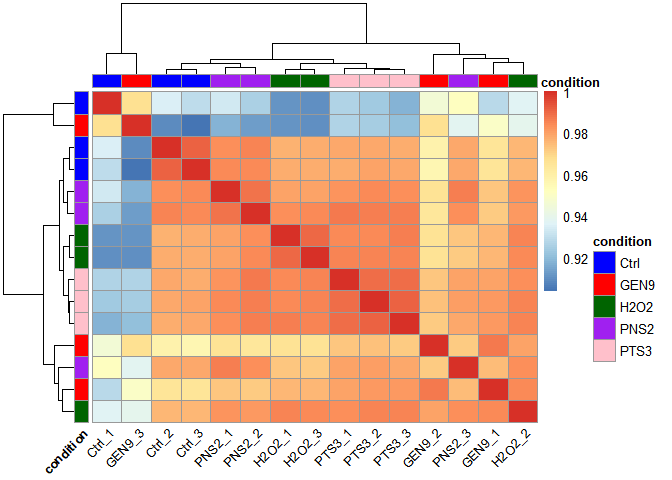 condition
1
0.98
0.96
0.94
0.92
condition
Ctrl
GEN9
H2O2
PNS2
PTS3
condition
Ctrl_1
GEN9_3
Ctrl_2
Ctrl_3
PNS2_1
PNS2_2
H2O2_1
H2O2_3
PTS3_1
PTS3_2
PTS3_3
GEN9_2
PNS2_3
GEN9_1
H2O2_2